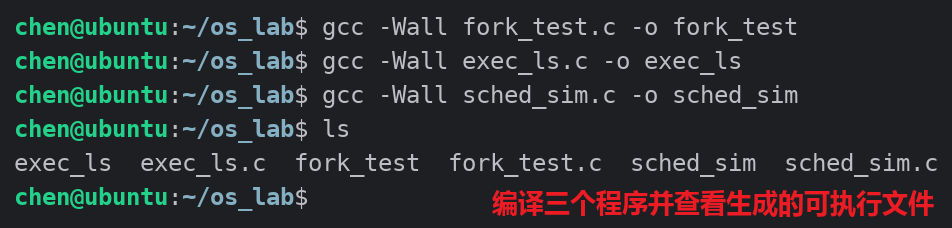 chen@ubuntu:~/os_lab$ gcc -Wall fork_test.c -o fork_test
chen@ubuntu:~/os_lab$ gcc -Wall exec_ls.c -o exec_ls
chen@ubuntu:~/os_lab$ gcc -Wall sched_sim.c -o sched_sim
chen@ubuntu:~/os_lab$ ls
exec_ls  exec_ls.c  fork_test  fork_test.c  sched_sim  sched_sim.c
chen@ubuntu:~/os_lab$
编译三个程序并查看生成的可执行文件